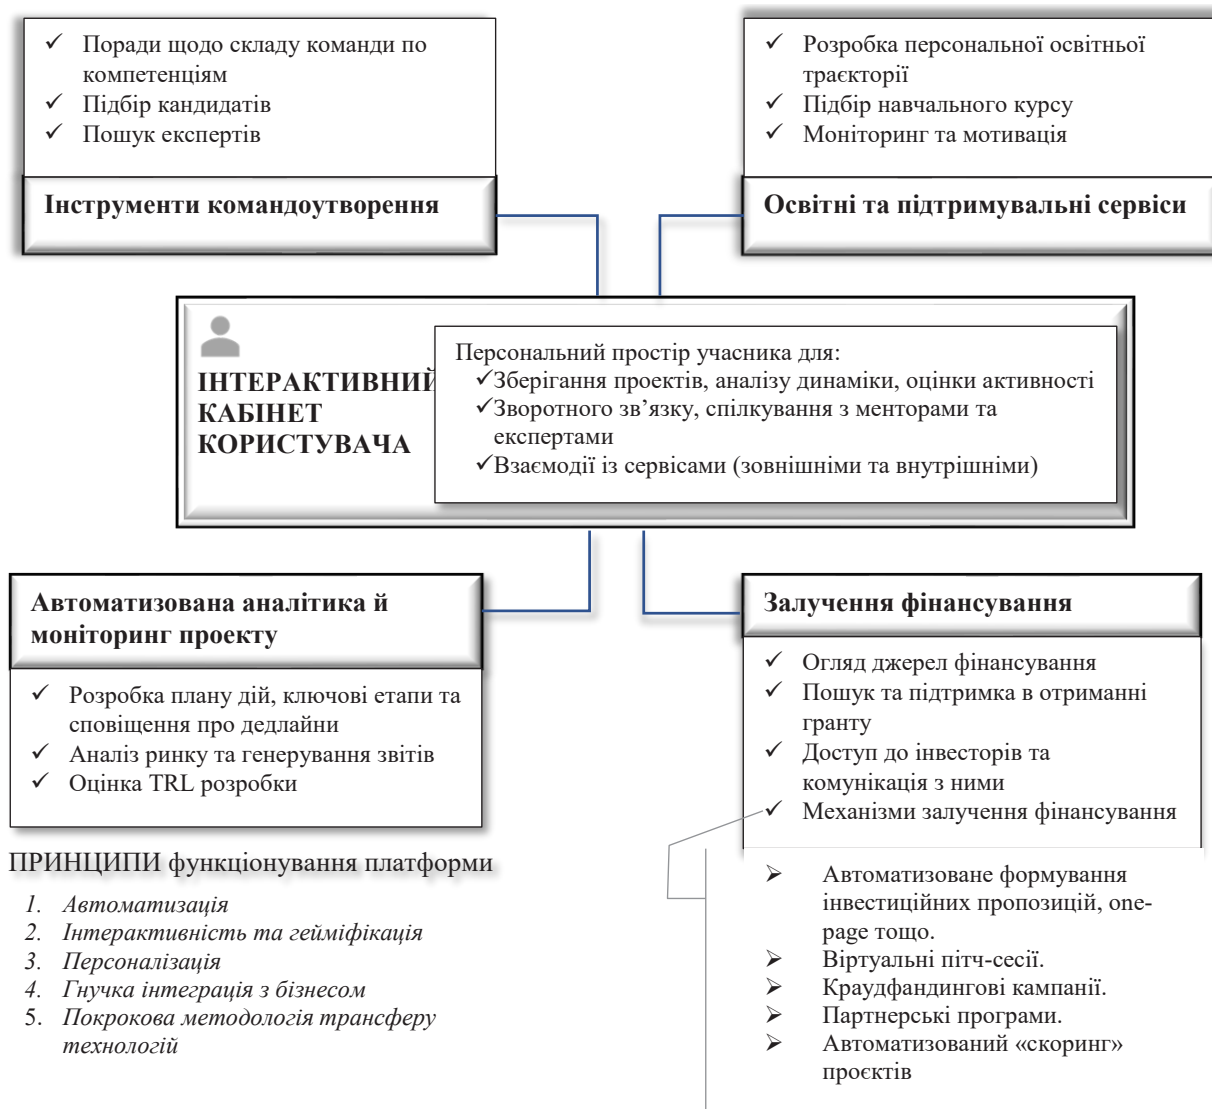 ✓ Поради щодо складу команди по
компетенціям
✓ Підбір кандидатів
✓ Пошук експертів
Інструменти командоутворення
✓ Розробка персональної освітньої
траєкторії
✓ Підбір навчального курсу
✓ Моніторинг та мотивація
Освітні та підтримувальні сервіси
ІНТЕРАКТИВНИЙ
КАБІНЕТ
КОРИСТУВАЧА
Персональний простір учасника для:
✓Зберігання проектів, аналізу динаміки, оцінки активності
✓Зворотного зв’язку, спілкування з менторами та
експертами
✓Взаємодії із сервісами (зовнішніми та внутрішніми)
Автоматизована аналітика й
моніторинг проекту
✓ Розробка плану дій, ключові етапи та
сповіщення про дедлайни
✓ Аналіз ринку та генерування звітів
✓ Оцінка TRL розробки
Залучення фінансування
✓ Огляд джерел фінансування
✓ Пошук та підтримка в отриманні
гранту
✓ Доступ до інвесторів та
комунікація з ними
✓ Механізми залучення фінансування
ПРИНЦИПИ функціонування платформи
1. Автоматизація
2. Інтерактивність та гейміфікація
3. Персоналізація
4. Гнучка інтеграція з бізнесом
5. Покрокова методологія трансферу
технологій
➢ Автоматизоване формування
інвестиційних пропозицій, one-
page тощо.
➢ Віртуальні пітч-сесії.
➢ Краудфандингові кампанії.
➢ Партнерські програми.
➢ Автоматизований «скоринг»
проєктів